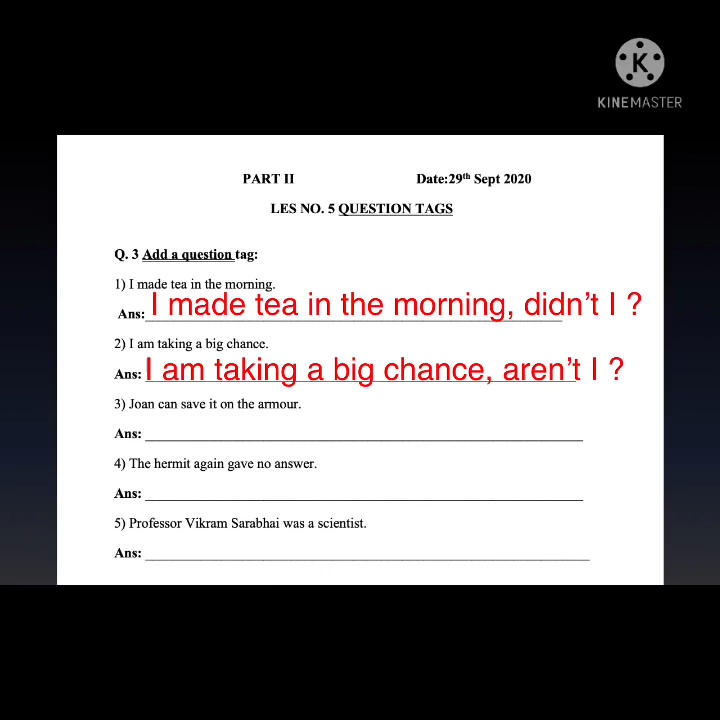 KINEMASTER
PART II Date:29th Sept 2020
LES NO. 5 QUESTION TAGS
Q. 3 Add a question tag:
1) I made tea in the morning.
Ans: I made tea in the morning, didn’t I ?
2) I am taking a big chance.
Ans: I am taking a big chance, aren’t I ?
3) Joan can save it on the armour.
Ans:
4) The hermit again gave no answer.
Ans:
5) Professor Vikram Sarabhai was a scientist.
Ans: